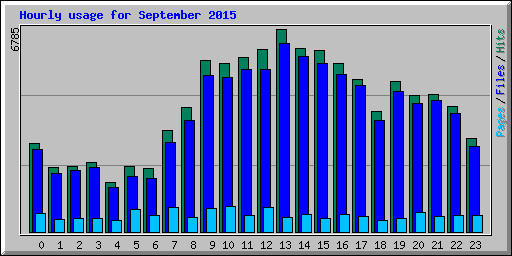 Hourly usage for September 2015
6785
Pages / Files / Hits
0 1 2 3 4 5 6 7 8 9 10 11 12 13 14 15 16 17 18 19 20 21 22 23